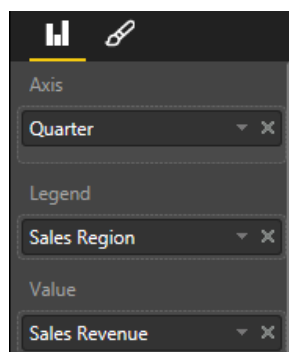 Axis
Quarter
Legend
Sales Region
Value
Sales Revenue